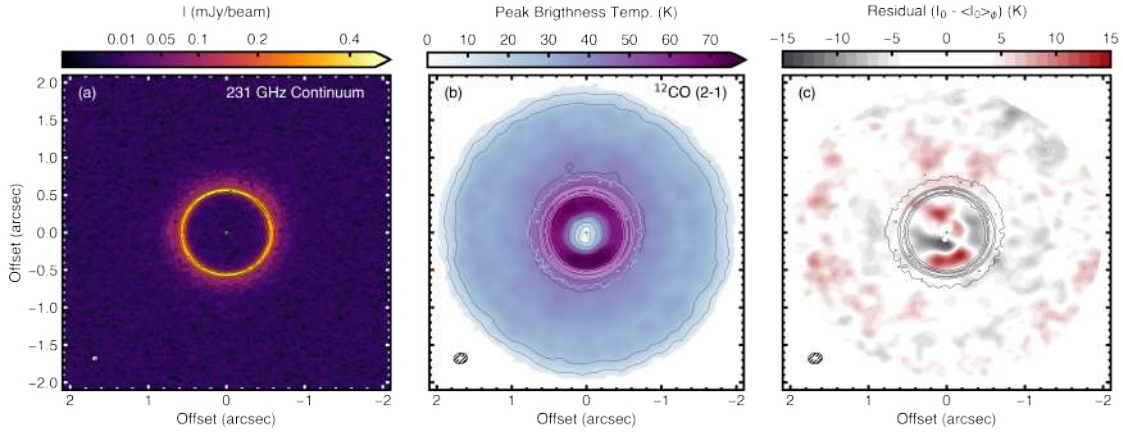 I (mJy/beam)
0.01 0.05 0.1 0.2 0.4
Peak Brigthness Temp. (K)
0 10 20 30 40 50 60 70
Residual (I₀ - <I₀>ᵩ) (K)
−15 −10 −5 0 5 10 15
(a) 231 GHz Continuum
(b) ¹²CO (2-1)
(c)
Offset (arcsec)
2.0
1.5
1.0
0.5
0.0
−0.5
−1.0
−1.5
−2.0
2 1 0 −1 −2
Offset (arcsec)
2 1 0 −1 −2
Offset (arcsec)
2 1 0 −1 −2
Offset (arcsec)